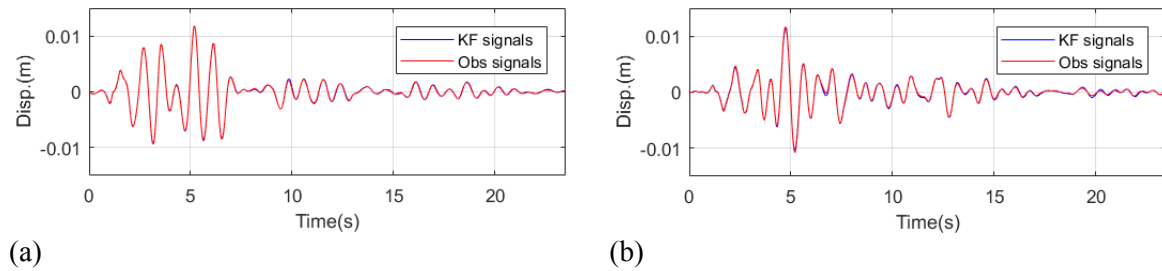 0.01
0
-0.01
Disp.(m)
KF signals
Obs signals
0 5 10 15 20
Time(s)
(a)
0.01
0
-0.01
Disp.(m)
KF signals
Obs signals
0 5 10 15 20
Time(s)
(b)